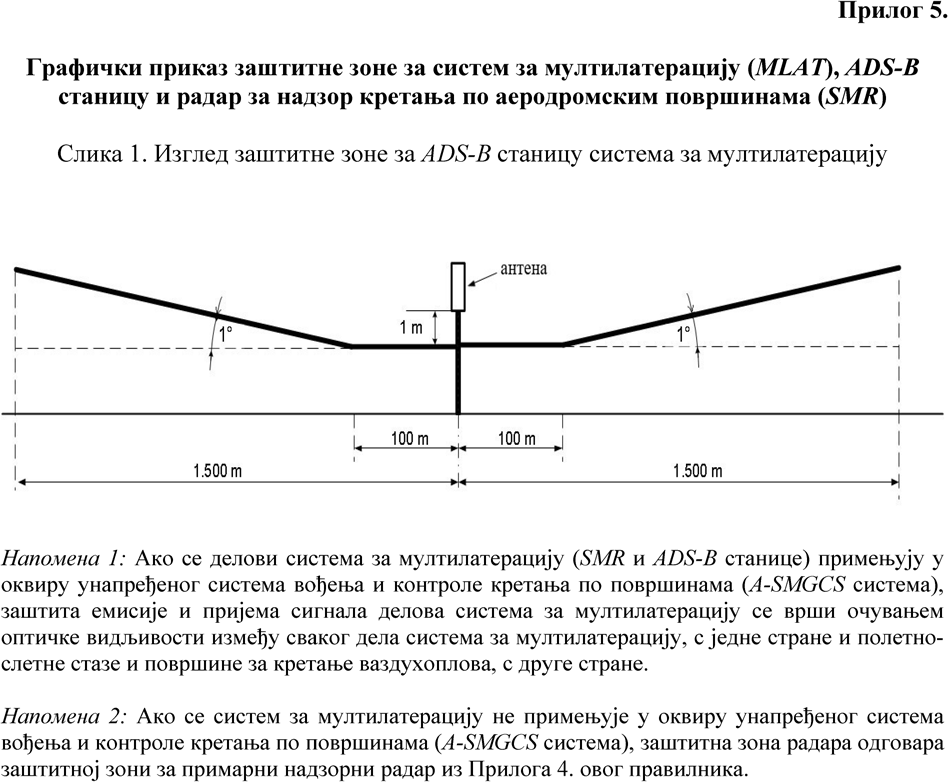 Прилог 5.
Графички приказ заштитне зоне за систем за мултилатерацију (MLAT), ADS-B
станицу и радар за надзор кретања по аеродромским површинама (SMR)
Слика 1. Изглед заштитне зоне за ADS-B станицу система за мултилатерацију
антена
1 m
1°
1°
100 m
100 m
1.500 m
1.500 m
Напомена 1: Ако се делови система за мултилатерацију (SMR и ADS-B станице) примењују у
оквиру унапређеног система вођења и контроле кретања по површинама (A-SMGCS система),
заштита емисије и пријема сигнала делова система за мултилатерацију се врши очувањем
оптичке видљивости између сваког дела система за мултилатерацију, с једне стране и полетно-
слетне стазе и површине за кретање ваздухоплова, с друге стране.
Напомена 2: Ако се систем за мултилатерацију не примењује у оквиру унапређеног система
вођења и контроле кретања по површинама (A-SMGCS система), заштитна зона радара одговара
заштитној зони за примарни надзорни радар из Прилога 4. овог правилника.